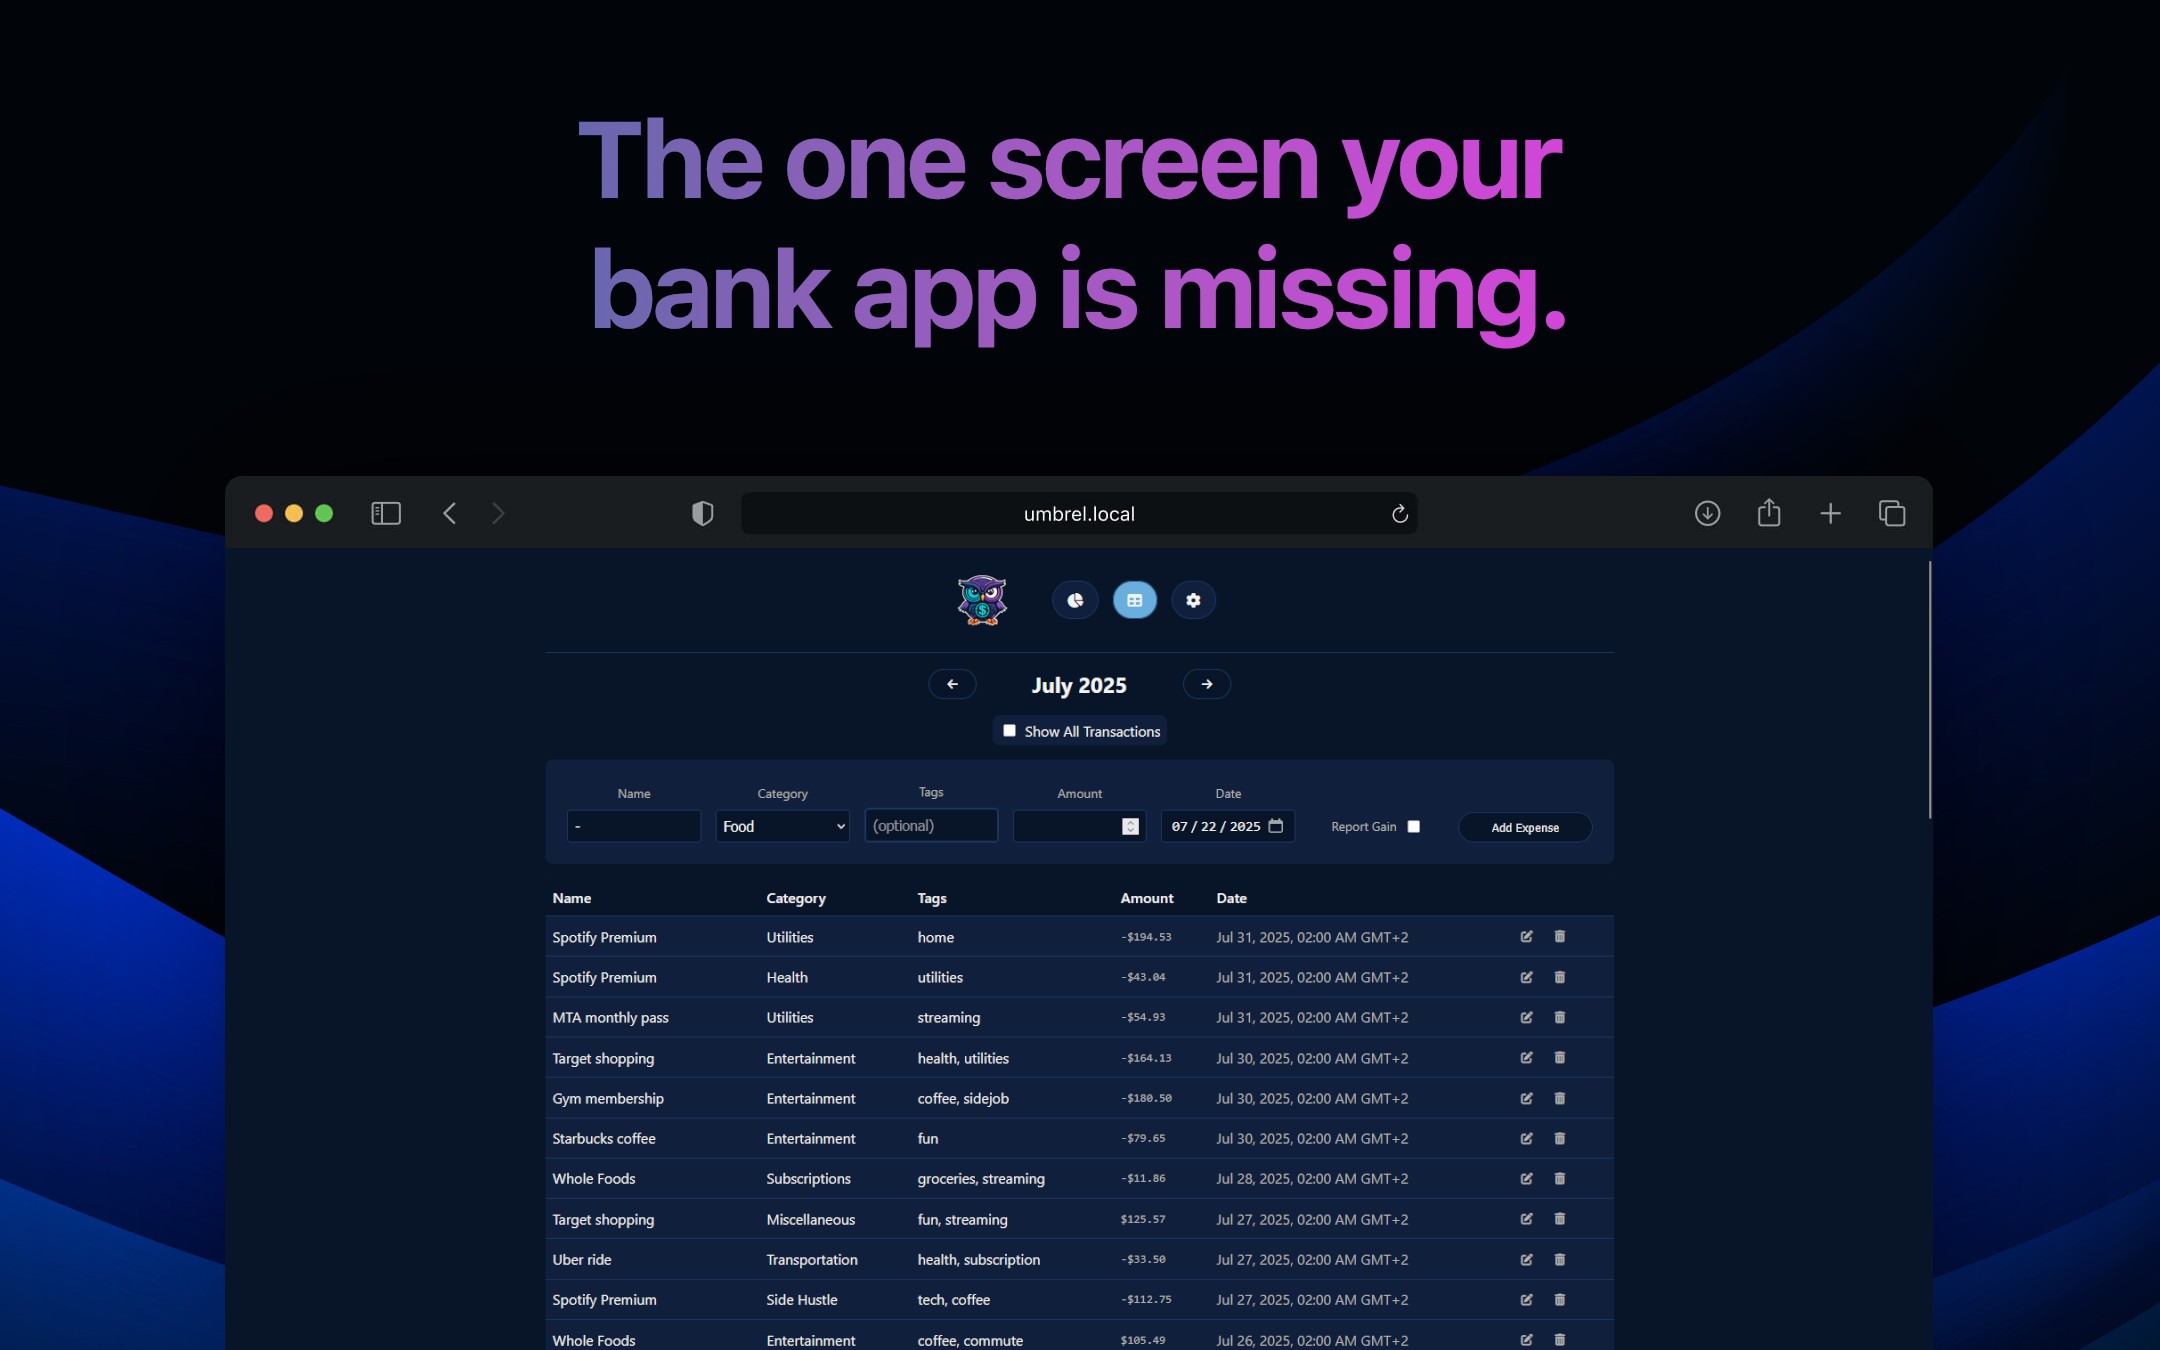 The one screen your
bank app is missing.
umbrel.local
$
July 2025
Show All Transactions
Name Category Tags Amount Date
- Food (optional) 07 / 22 / 2025 Report Gain Add Expense
Name Category Tags Amount Date
Spotify Premium Utilities home -$194.53 Jul 31, 2025, 02:00 AM GMT+2
Spotify Premium Health utilities -$43.04 Jul 31, 2025, 02:00 AM GMT+2
MTA monthly pass Utilities streaming -$54.93 Jul 31, 2025, 02:00 AM GMT+2
Target shopping Entertainment health, utilities -$164.13 Jul 30, 2025, 02:00 AM GMT+2
Gym membership Entertainment coffee, sidejob -$180.50 Jul 30, 2025, 02:00 AM GMT+2
Starbucks coffee Entertainment fun -$79.65 Jul 30, 2025, 02:00 AM GMT+2
Whole Foods Subscriptions groceries, streaming -$11.86 Jul 28, 2025, 02:00 AM GMT+2
Target shopping Miscellaneous fun, streaming $125.57 Jul 27, 2025, 02:00 AM GMT+2
Uber ride Transportation health, subscription -$33.50 Jul 27, 2025, 02:00 AM GMT+2
Spotify Premium Side Hustle tech, coffee -$112.75 Jul 27, 2025, 02:00 AM GMT+2
Whole Foods Entertainment coffee, commute $105.49 Jul 26, 2025, 02:00 AM GMT+2